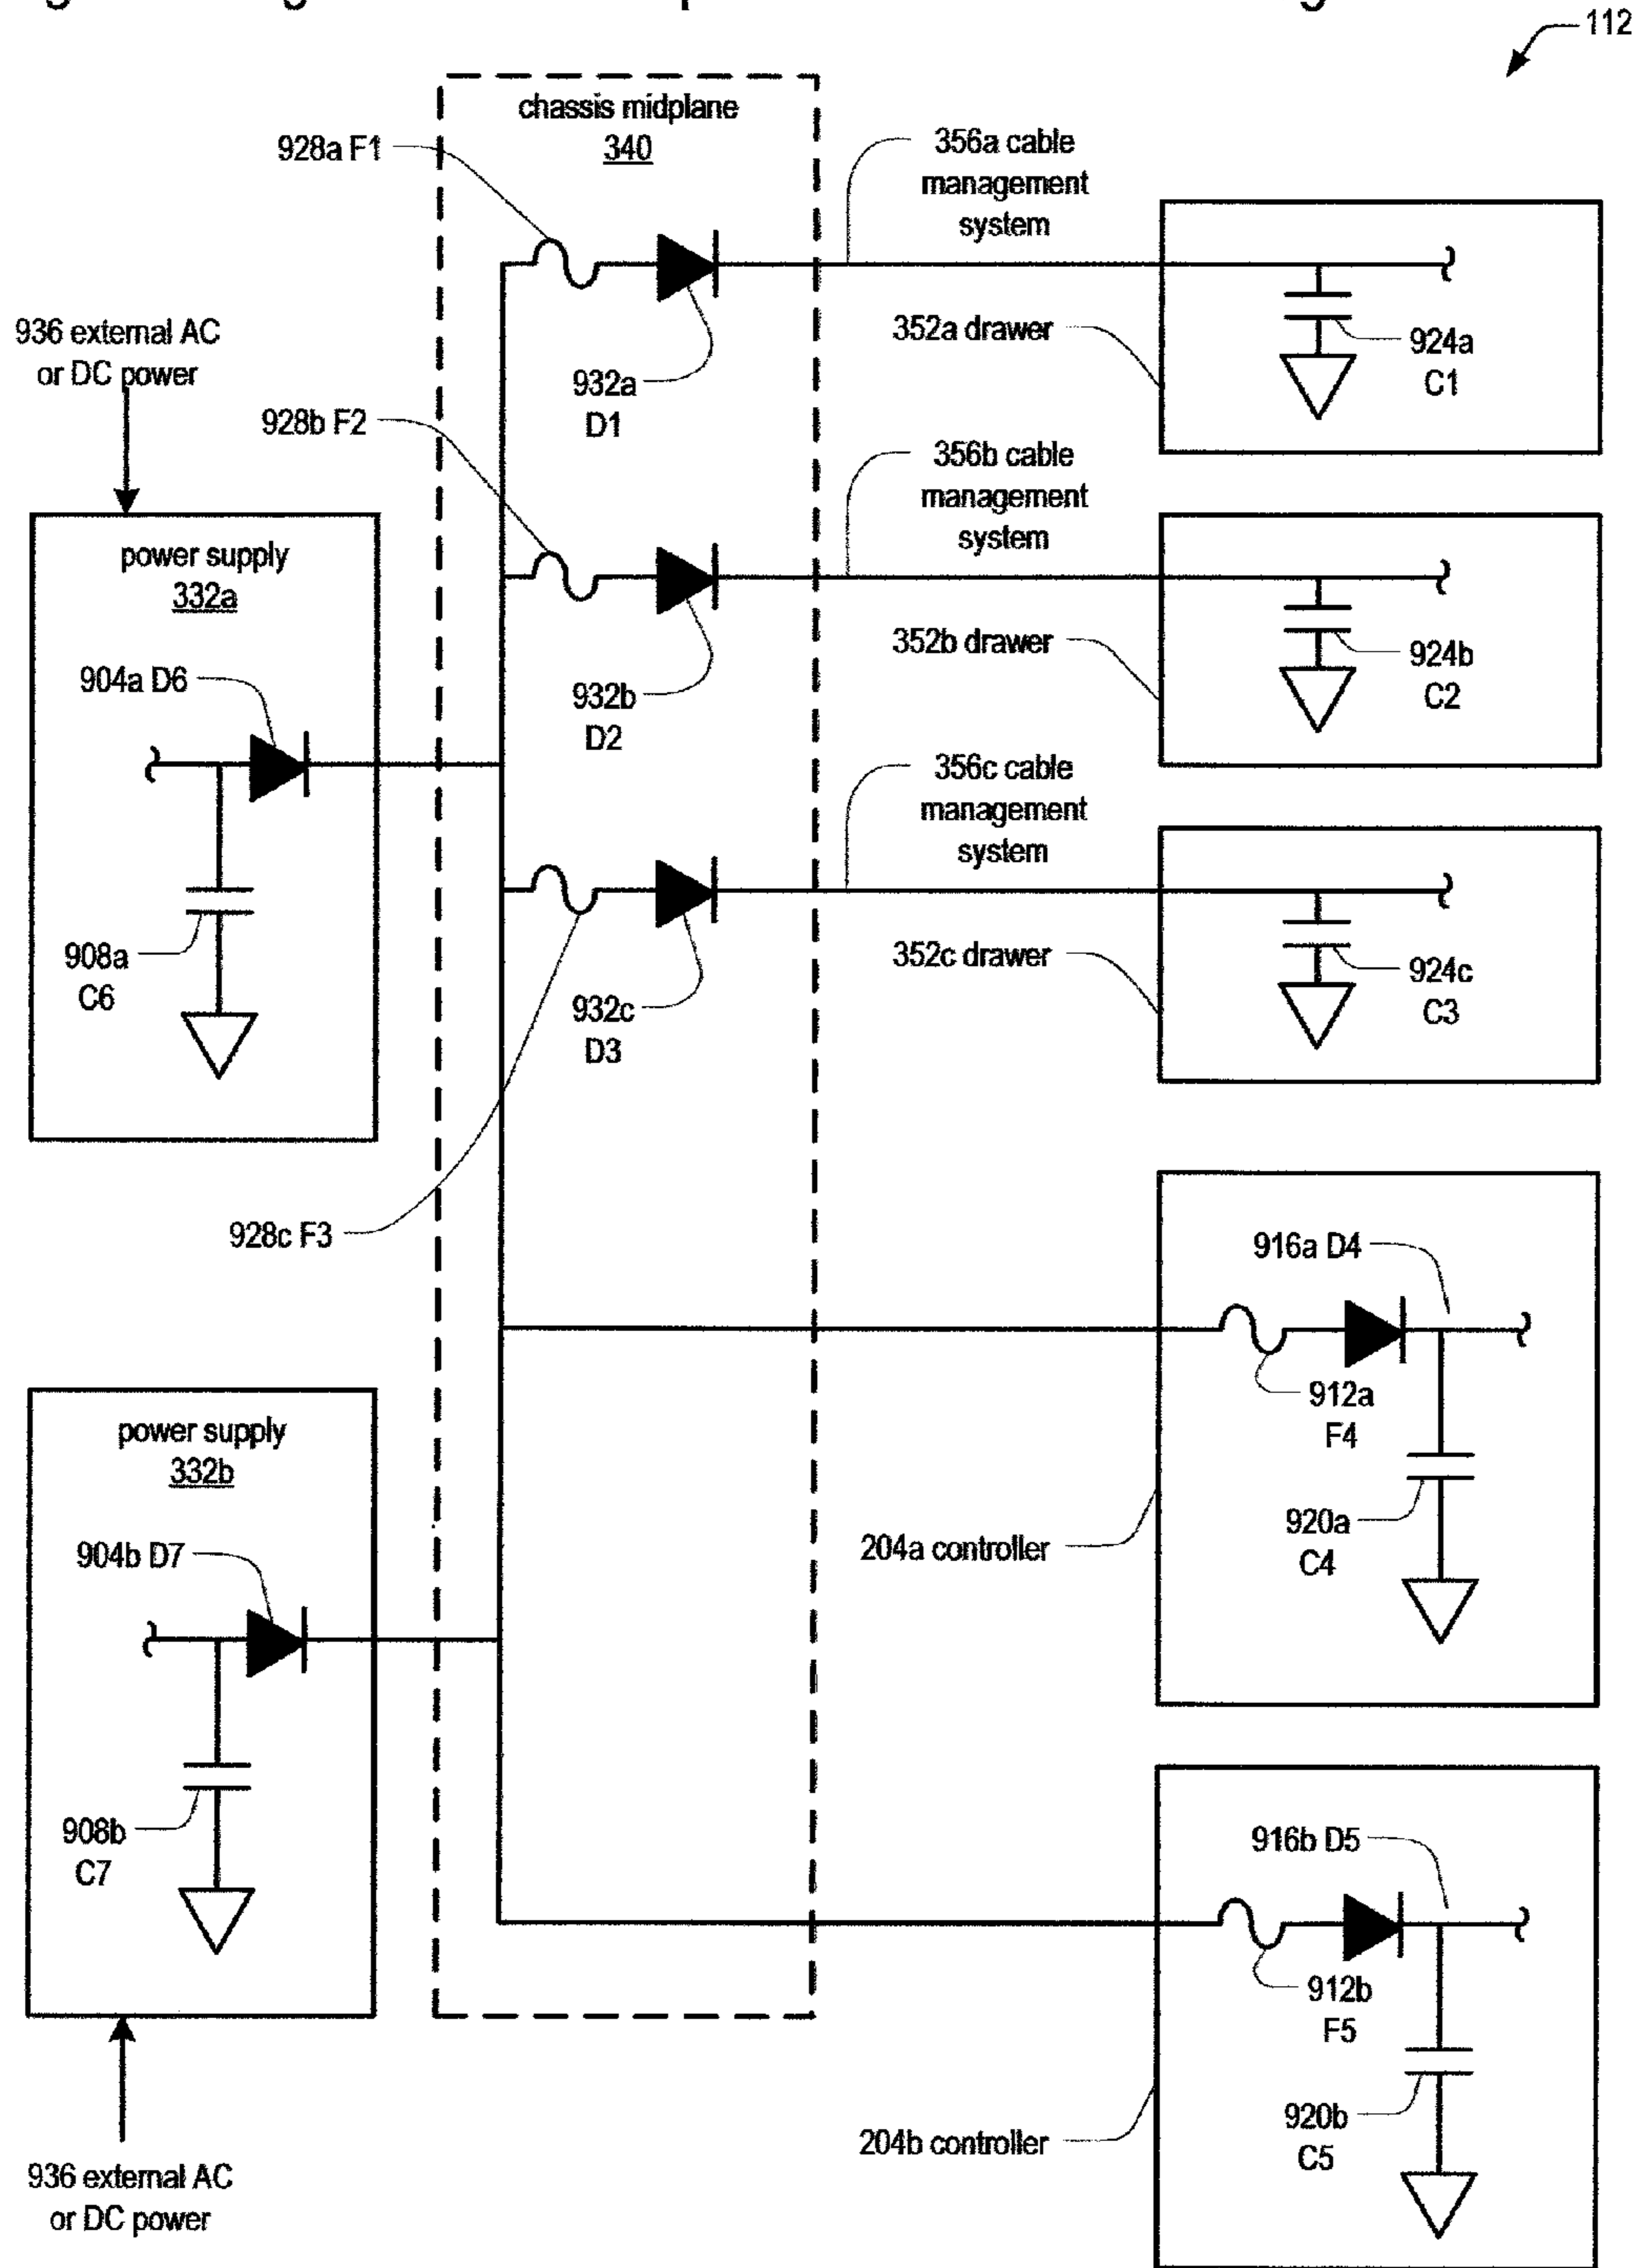 112
chassis midplane
340
928a F1
356a cable
management
system
352a drawer
924a
C1
932a
D1
936 external AC
or DC power
928b F2
356b cable
management
system
power supply
332a
352b drawer
924b
C2
904a D6
932b
D2
356c cable
management
system
908a
C6
352c drawer
924c
C3
932c
D3
928c F3
916a D4
912a
F4
power supply
332b
920a
C4
204a controller
904b D7
908b
C7
916b D5
912b
F5
920b
C5
204b controller
936 external AC
or DC power